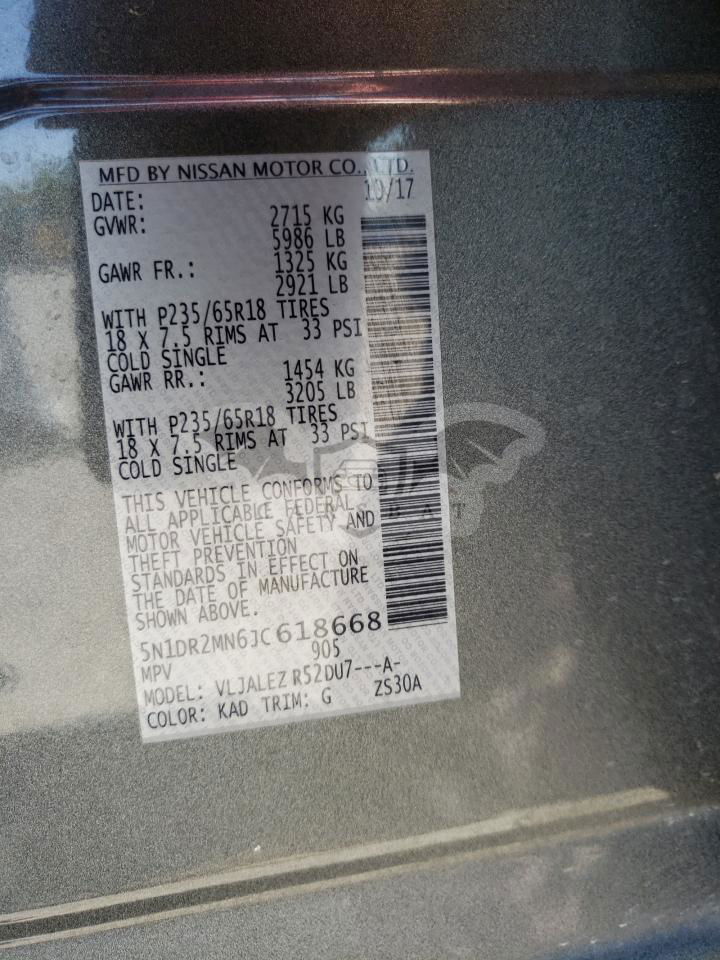 MFD BY NISSAN MOTOR CO., LTD.
DATE: 10/17
GVWR: 2715 KG
5986 LB
GAWR FR.: 1325 KG
2921 LB
WITH P235/65R18 TIRES
18 X 7.5 RIMS AT 33 PSI
COLD SINGLE
GAWR RR.: 1454 KG
3205 LB
WITH P235/65R18 TIRES
18 X 7.5 RIMS AT 33 PSI
COLD SINGLE
THIS VEHICLE CONFORMS TO
ALL APPLICABLE FEDERAL
MOTOR VEHICLE SAFETY AND
THEFT PREVENTION
STANDARDS IN EFFECT ON
THE DATE OF MANUFACTURE
SHOWN ABOVE.
5N1DR2MN6JC618668
MPV 905
MODEL: VLJALEZ R52DU7---A-
COLOR: KAD TRIM: G ZS30A